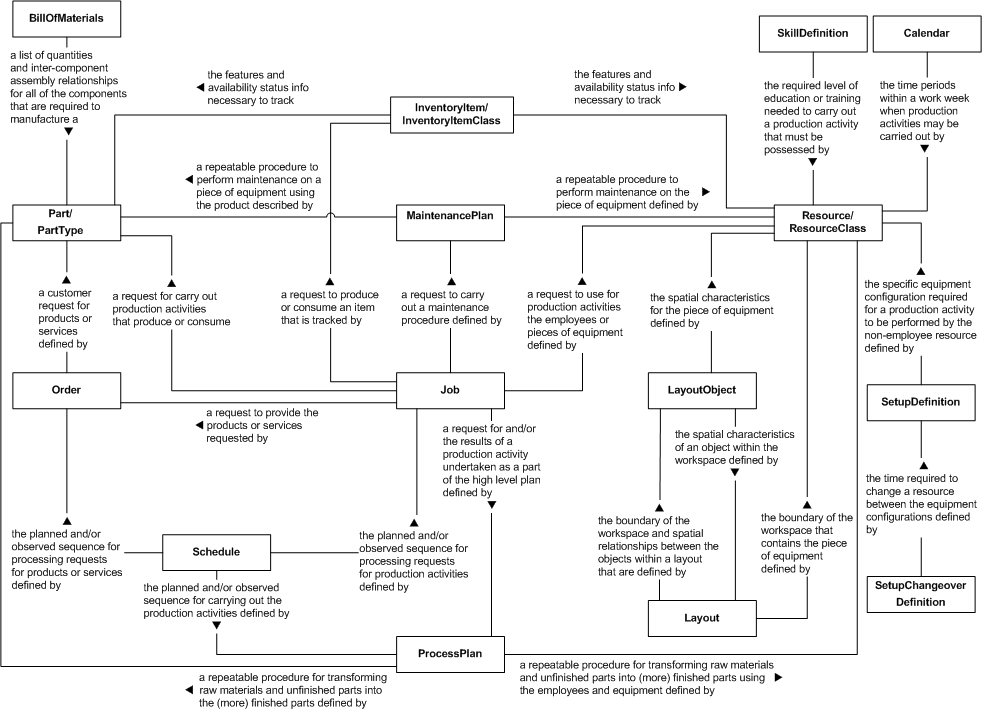 BillOfMaterials
a list of quantities
and inter-component
assembly relationships
for all of the components
that are required to
manufacture a
SkillDefinition
Calendar
the required level of
education or training
needed to carry out
a production activity
that must be
possessed by
the time periods
within a work week
when production
activities may be
carried out by
the features and
availability status info
necessary to track
InventoryItem/
InventoryItemClass
the features and
availability status info
necessary to track
a repeatable procedure to
perform maintenance on a
piece of equipment using
the product described by
a repeatable procedure to
perform maintenance on the
piece of equipment defined by
Part/
PartType
MaintenancePlan
Resource/
ResourceClass
a customer
request for
products or
services
defined by
a request for carry out
production activities
that produce or consume
a request to produce
or consume an item
that is tracked by
a request to carry
out a maintenance
procedure defined by
a request to use for
production activities
the employees or
pieces of equipment
defined by
the spatial characteristics
for the piece of equipment
defined by
the specific equipment
configuration required
for a production activity
to be performed by the
non-employee resource
defined by
Order
Job
LayoutObject
SetupDefinition
a request to provide the
products or services
requested by
a request for and/or
the results of a
production activity
undertaken as a part
of the high level plan
defined by
the spatial characteristics
of an object within the
workspace defined by
the time required to
change a resource
between the equipment
configurations defined
by
the planned and/or
observed sequence for
processing requests
for products or services
defined by
Schedule
the planned and/or
observed sequence for
processing requests
for production activities
defined by
the boundary of the
workspace and spatial
relationships between the
objects within a layout
that are defined by
the boundary of the
workspace that
contains the piece
of equipment
defined by
the planned and/or observed
sequence for carrying out the
production activities defined by
Layout
SetupChangeover
Definition
ProcessPlan
a repeatable procedure for transforming
raw materials and unfinished parts into
the (more) finished parts defined by
a repeatable procedure for transforming raw materials
and unfinished parts into (more) finished parts using
the employees and equipment defined by